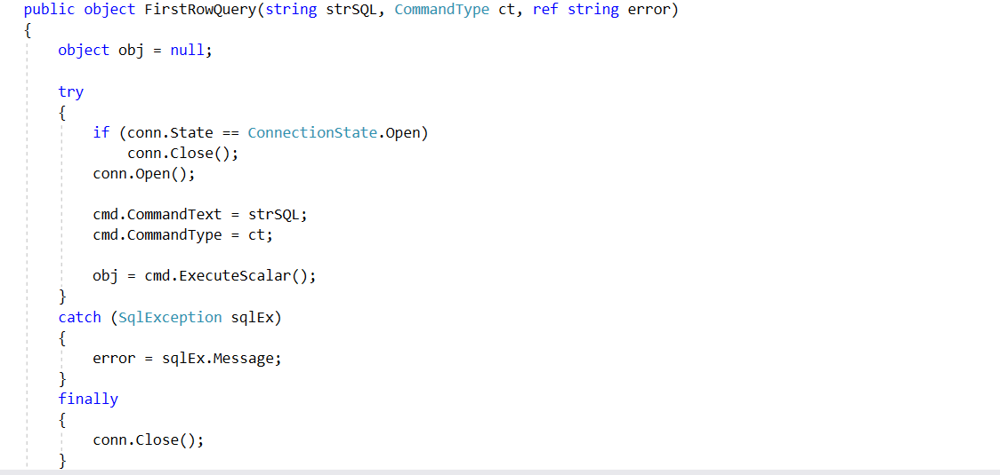 public object FirstRowQuery(string strSQL, CommandType ct, ref string error)
{
    object obj = null;

    try
    {
        if (conn.State == ConnectionState.Open)
            conn.Close();
        conn.Open();

        cmd.CommandText = strSQL;
        cmd.CommandType = ct;

        obj = cmd.ExecuteScalar();
    }
    catch (SqlException sqlEx)
    {
        error = sqlEx.Message;
    }
    finally
    {
        conn.Close();
    }